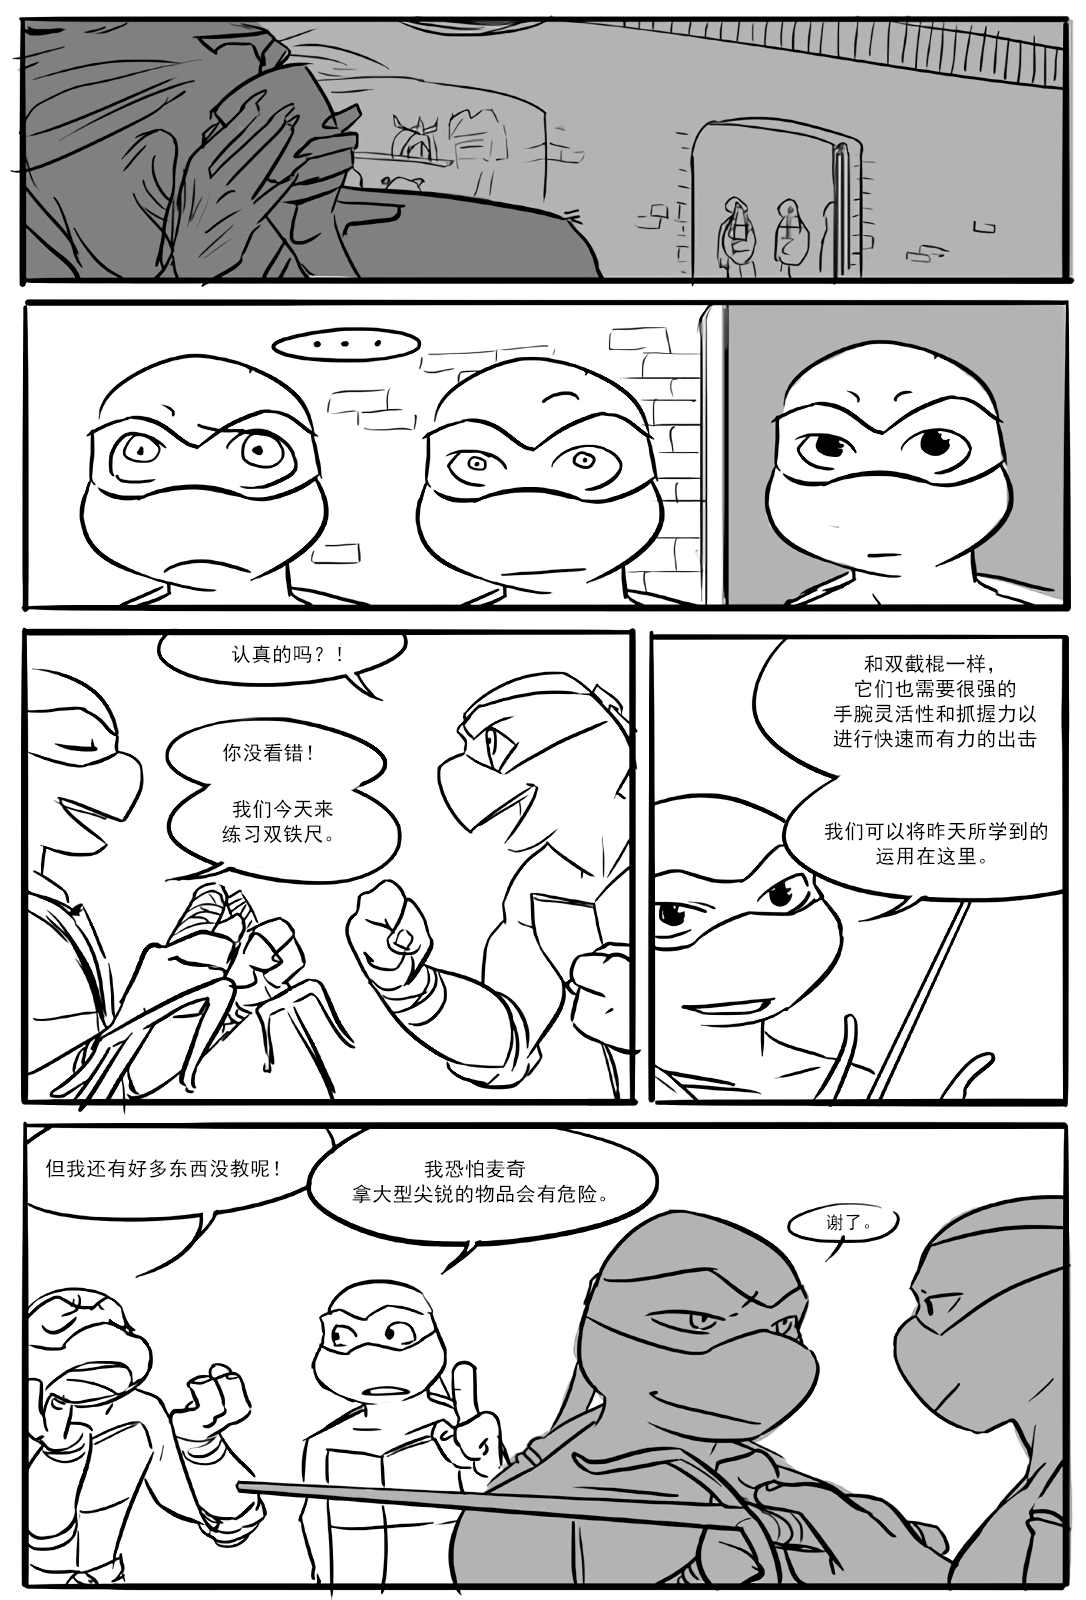 ...
认真的吗？！
你没看错！
我们今天来
练习双铁尺。
和双截棍一样，
它们也需要很强的
手腕灵活性和抓握力以
进行快速而有力的出击
我们可以将昨天所学到的
运用在这里。
但我还有好多东西没教呢！
我恐怕麦奇
拿大型尖锐的物品会有危险。
谢了。